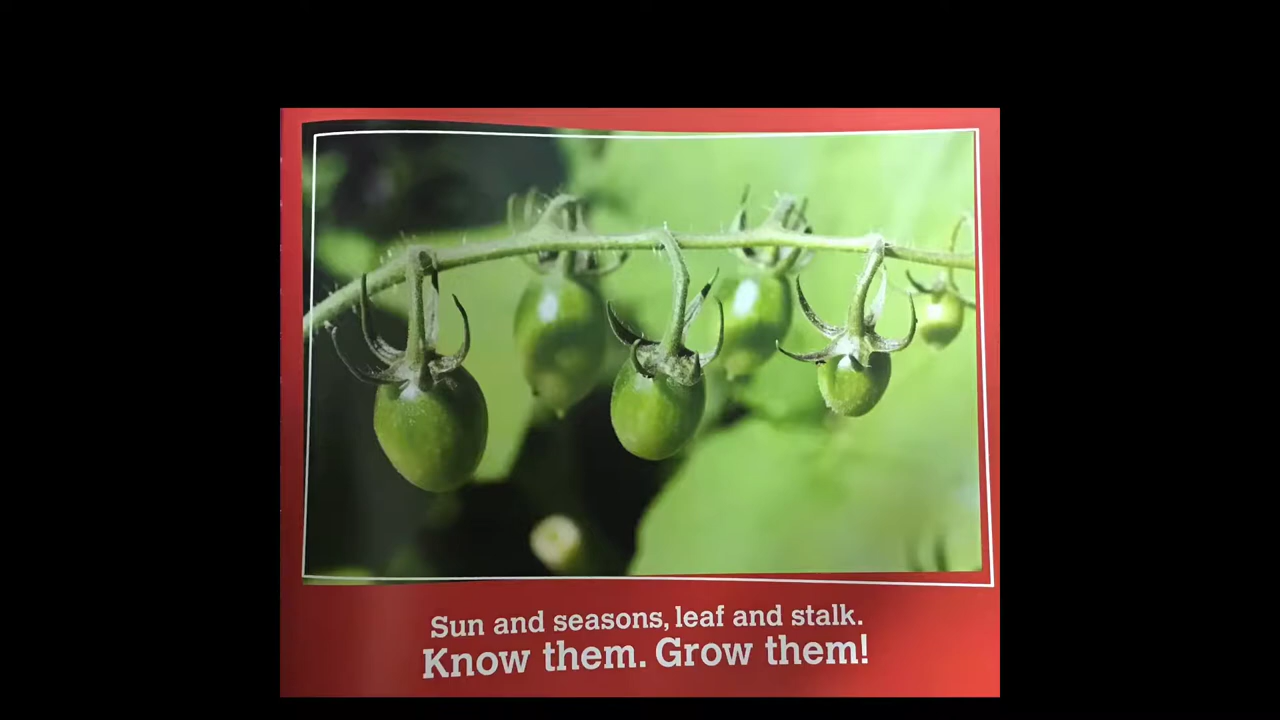 Sun and seasons, leaf and stalk.
Know them. Grow them!